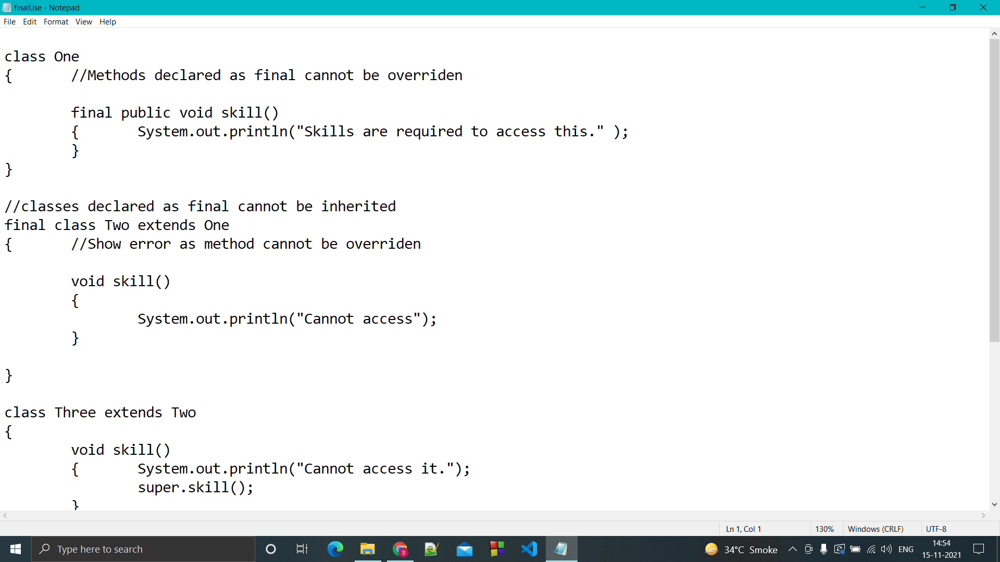 finalUse - Notepad
File Edit Format View Help
class One
{ //Methods declared as final cannot be overriden
final public void skill()
{ System.out.println("Skills are required to access this." );
}
}
//classes declared as final cannot be inherited
final class Two extends One
{ //Show error as method cannot be overriden
void skill()
{
System.out.println("Cannot access");
}
}
class Three extends Two
{
void skill()
{ System.out.println("Cannot access it.");
super.skill();
}
Ln 1, Col 1 130% Windows (CRLF) UTF-8
Type here to search
S
34°C Smoke
ENG
14:54
15-11-2021